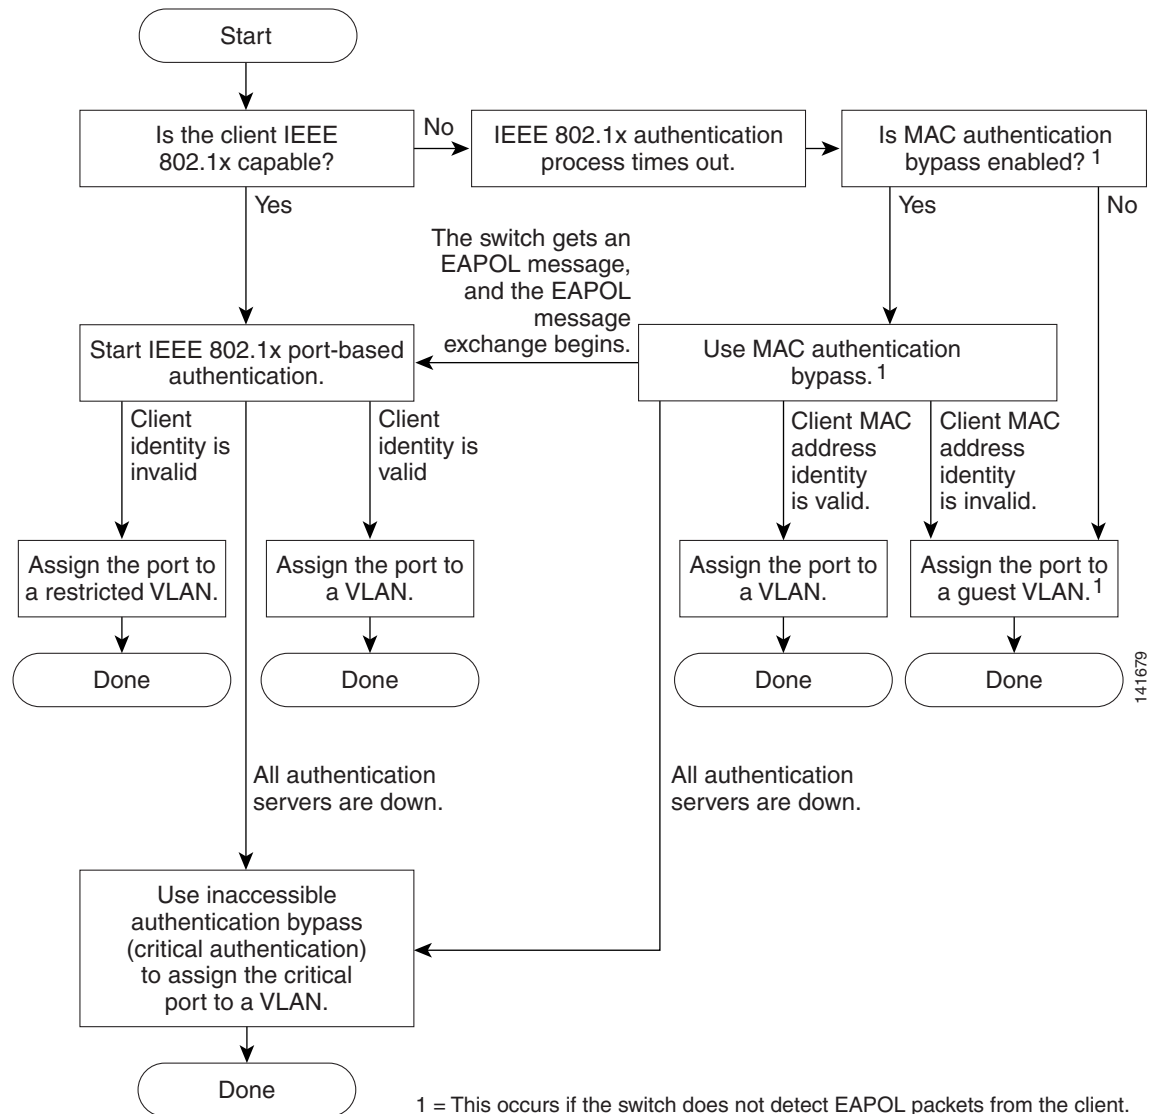 Start
Is the client IEEE
802.1x capable?
No
IEEE 802.1x authentication
process times out.
Is MAC authentication
bypass enabled? 1
Yes
Yes
No
The switch gets an
EAPOL message,
and the EAPOL
message
exchange begins.
Start IEEE 802.1x port-based
authentication.
Use MAC authentication
bypass. 1
Client
identity is
invalid
Client
identity is
valid
Client MAC
address
identity
is valid.
Client MAC
address
identity
is invalid.
Assign the port to
a restricted VLAN.
Assign the port to
a VLAN.
Assign the port to
a VLAN.
Assign the port to
a guest VLAN. 1
Done
Done
Done
Done
141679
All authentication
servers are down.
All authentication
servers are down.
Use inaccessible
authentication bypass
(critical authentication)
to assign the critical
port to a VLAN.
Done
1 = This occurs if the switch does not detect EAPOL packets from the client.